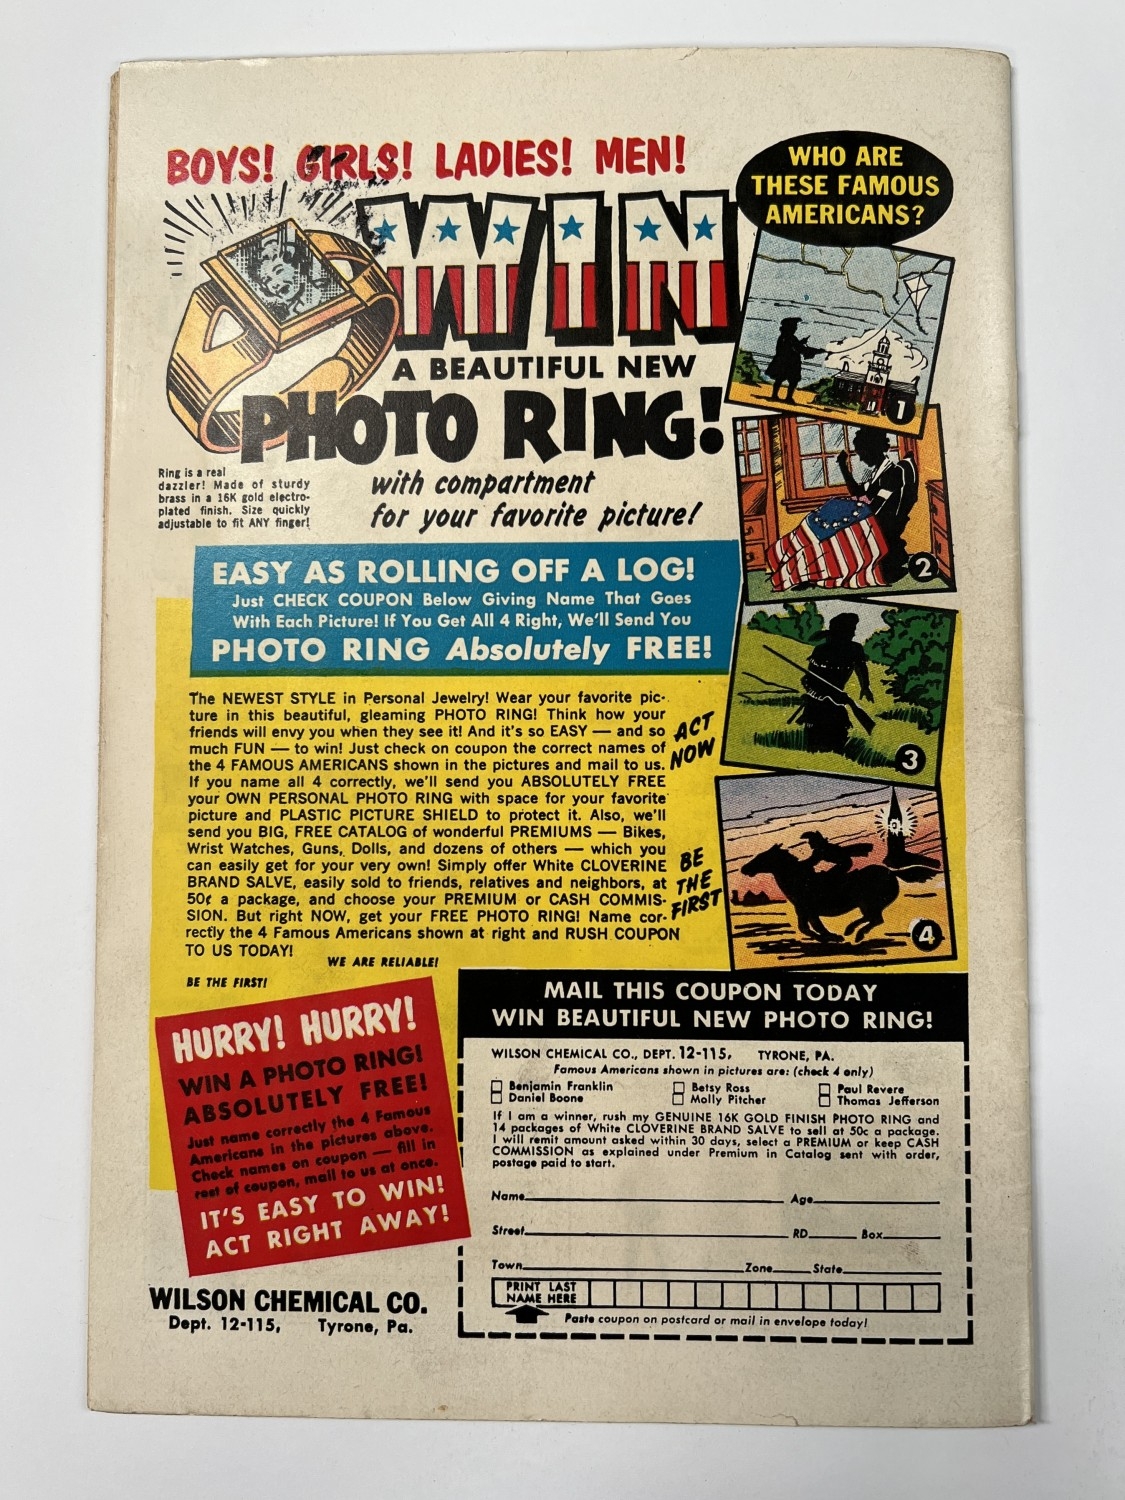 BOYS! GIRLS! LADIES! MEN!
WIN
A BEAUTIFUL NEW
PHOTO RING!
with compartment
for your favorite picture!
Ring is a real
dazzler! Made of sturdy
brass in a 16K gold electro-
plated finish. Size quickly
adjustable to fit ANY finger!
WHO ARE
THESE FAMOUS
AMERICANS?
1
2
3
4
EASY AS ROLLING OFF A LOG!
Just CHECK COUPON Below Giving Name That Goes
With Each Picture! If You Get All 4 Right, We'll Send You
PHOTO RING Absolutely FREE!
The NEWEST STYLE in Personal Jewelry! Wear your favorite pic-
ture in this beautiful, gleaming PHOTO RING! Think how your
friends will envy you when they see it! And it's so EASY — and so
much FUN — to win! Just check on coupon the correct names of
the 4 FAMOUS AMERICANS shown in the pictures and mail to us.
If you name all 4 correctly, we'll send you ABSOLUTELY FREE
your OWN PERSONAL PHOTO RING with space for your favorite
picture and PLASTIC PICTURE SHIELD to protect it. Also, we'll
send you BIG, FREE CATALOG of wonderful PREMIUMS — Bikes,
Wrist Watches, Guns, Dolls, and dozens of others — which you
can easily get for your very own! Simply offer White CLOVERINE
BRAND SALVE, easily sold to friends, relatives and neighbors, at
50¢ a package, and choose your PREMIUM or CASH COMMIS-
SION. But right NOW, get your FREE PHOTO RING! Name cor-
rectly the 4 Famous Americans shown at right and RUSH COUPON
TO US TODAY!
WE ARE RELIABLE!
BE THE FIRST!
ACT
NOW
BE
THE
FIRST
HURRY! HURRY!
WIN A PHOTO RING!
ABSOLUTELY FREE!
Just name correctly the 4 Famous
Americans in the pictures above.
Check names on coupon — fill in
rest of coupon, mail to us at once.
IT'S EASY TO WIN!
ACT RIGHT AWAY!
WILSON CHEMICAL CO.
Dept. 12-115, Tyrone, Pa.
MAIL THIS COUPON TODAY
WIN BEAUTIFUL NEW PHOTO RING!
WILSON CHEMICAL CO., DEPT. 12-115, TYRONE, PA.
Famous Americans shown in pictures are: (check 4 only)
Benjamin Franklin Betsy Ross Paul Revere
Daniel Boone Molly Pitcher Thomas Jefferson
If I am a winner, rush my GENUINE 16K GOLD FINISH PHOTO RING and
14 packages of White CLOVERINE BRAND SALVE to sell at 50c a package.
I will remit amount asked within 30 days, select a PREMIUM or keep CASH
COMMISSION as explained under Premium in Catalog sent with order,
postage paid to start.
Name Age
Street RD Box
Town Zone State
PRINT LAST
NAME HERE
Paste coupon on postcard or mail in envelope today!